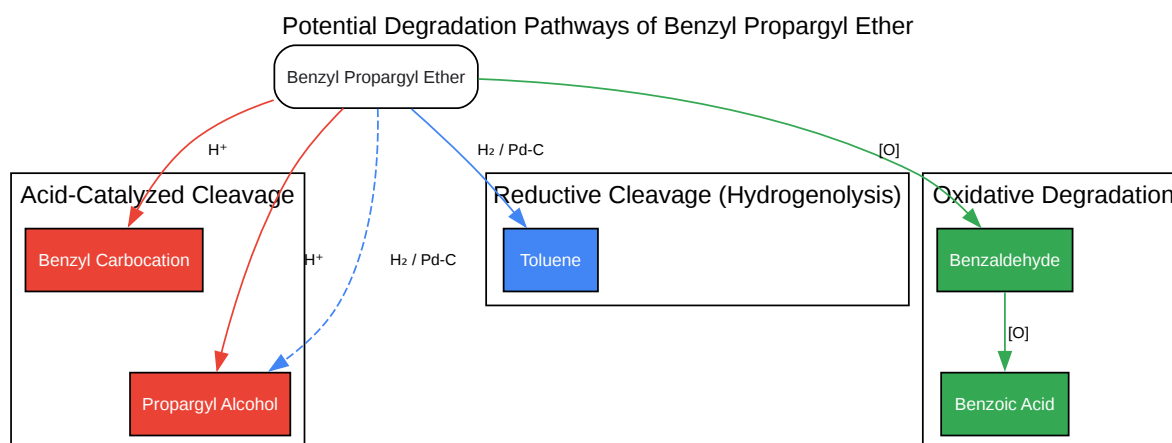 Potential Degradation Pathways of Benzyl Propargyl Ether
Benzyl Propargyl Ether
H⁺
H₂ / Pd-C
[O]
Acid-Catalyzed Cleavage
Reductive Cleavage (Hydrogenolysis)
Oxidative Degradation
Benzyl Carbocation
H⁺
H₂ / Pd-C
Toluene
Benzaldehyde
[O]
Propargyl Alcohol
Benzoic Acid